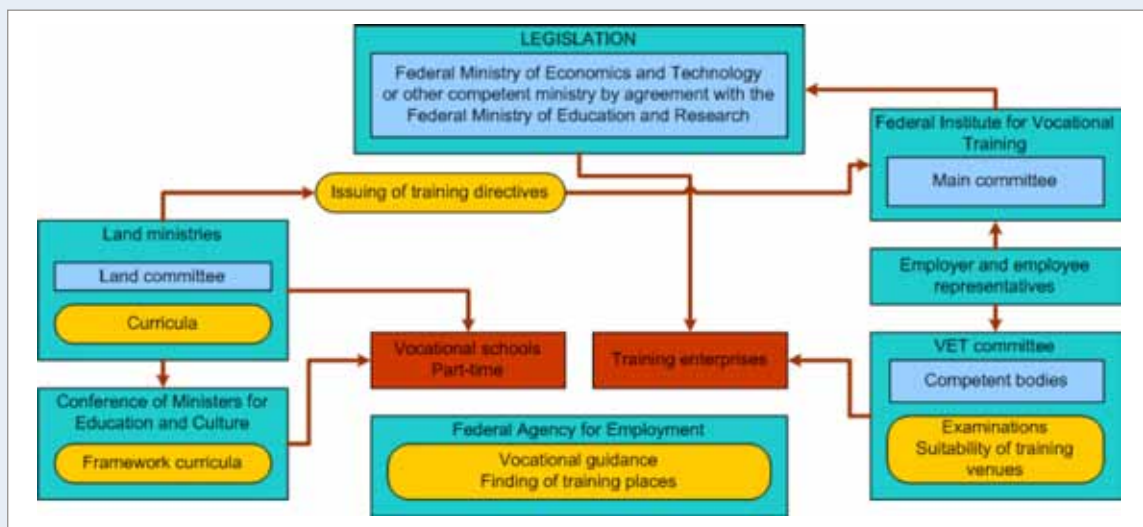 LEGISLATION
Federal Ministry of Economics and Technology
or other competent ministry by agreement with the
Federal Ministry of Education and Research
Federal Institute for Vocational
Training
Main committee
Issuing of training directives
Land ministries
Land committee
Curricula
Employer and employee
representatives
Vocational schools
Part-time
Training enterprises
VET committee
Competent bodies
Examinations
Suitability of training
venues
Conference of Ministers for
Education and Culture
Framework curricula
Federal Agency for Employment
Vocational guidance
Finding of training places